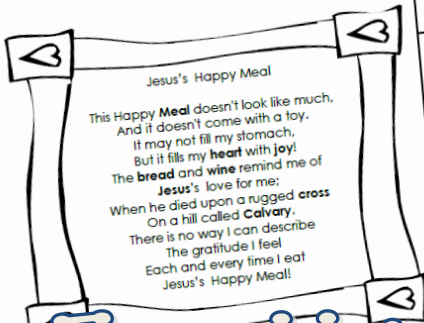 Jesus's Happy Meal
This Happy Meal doesn't look like much,
And it doesn't come with a toy.
It may not fill my stomach,
But it fills my heart with joy!
The bread and wine remind me of
Jesus's love for me;
When he died upon a rugged cross
On a hill called Calvary.
There is no way I can describe
The gratitude I feel
Each and every time I eat
Jesus's Happy Meal!